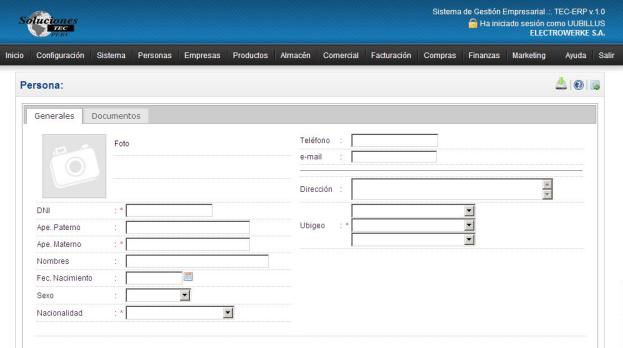 Soluciones
TEC
PERU
Sistema de Gestión Empresarial .:. TEC-ERP v.1.0
Ha iniciado sesión como UUBILLUS
ELECTROWERKE S.A.
Inicio Configuración Sistema Personas Empresas Productos Almacén Comercial Facturación Compras Finanzas Marketing Ayuda Salir
Persona:
Generales Documentos
Foto
Teléfono :
e-mail :
Dirección :
Ubigeo : *
DNI : *
Ape. Paterno :
Ape. Materno : *
Nombres :
Fec. Nacimiento :
Sexo :
Nacionalidad : *